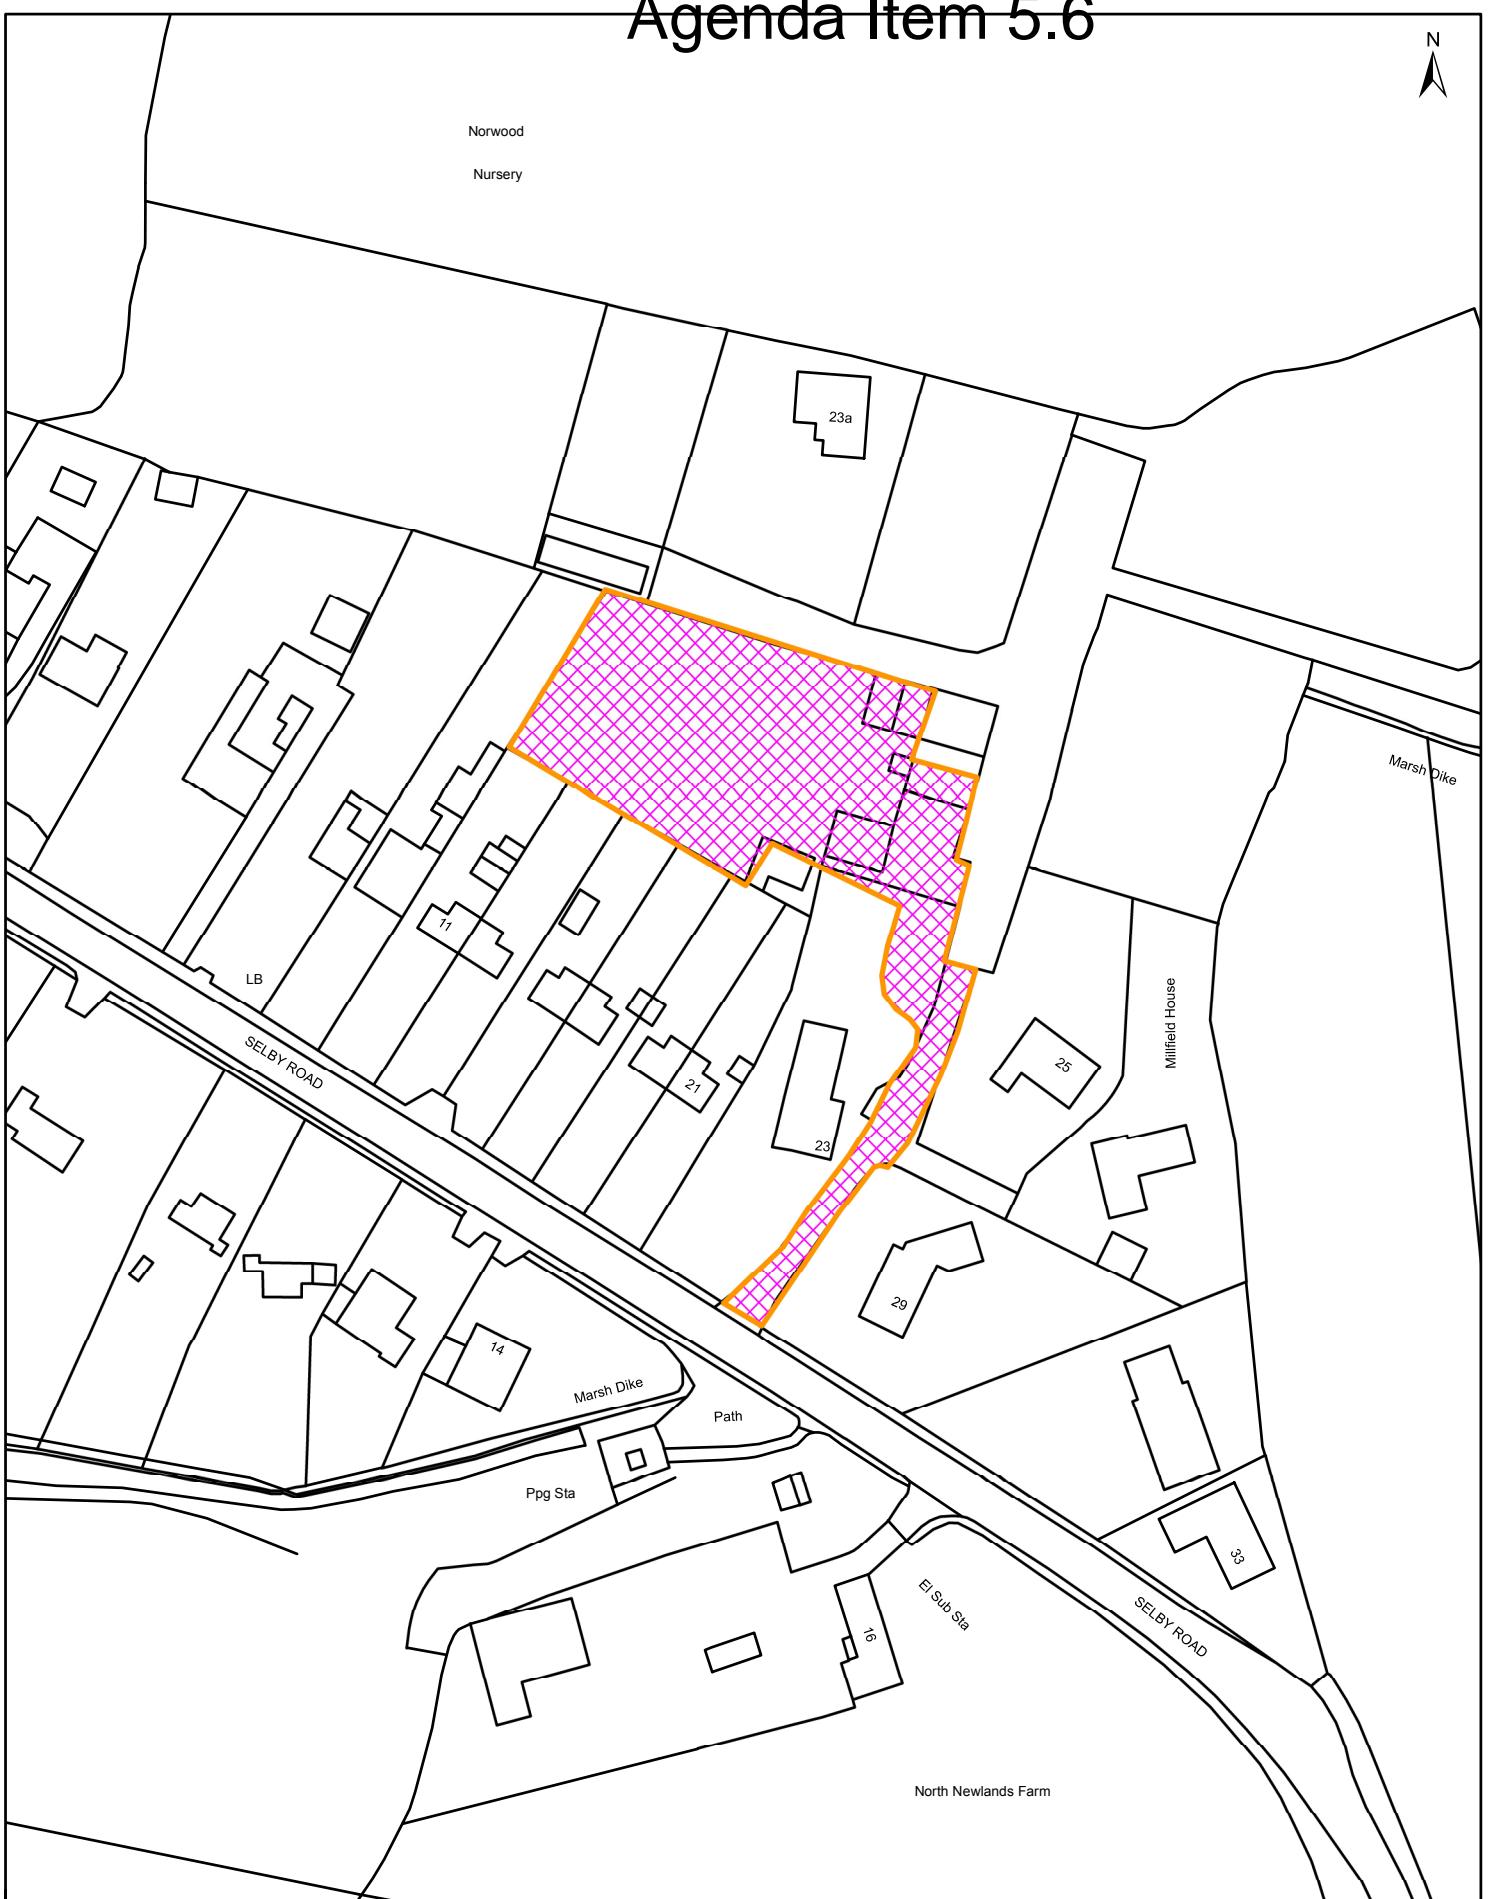 Agenda Item 5.6
N
Norwood
Nursery
23a
Marsh Dike
11
LB
SELBY ROAD
Millfield House
25
21
23
29
14
Marsh Dike
Path
Ppg Sta
33
El Sub Sta
16
SELBY ROAD
North Newlands Farm